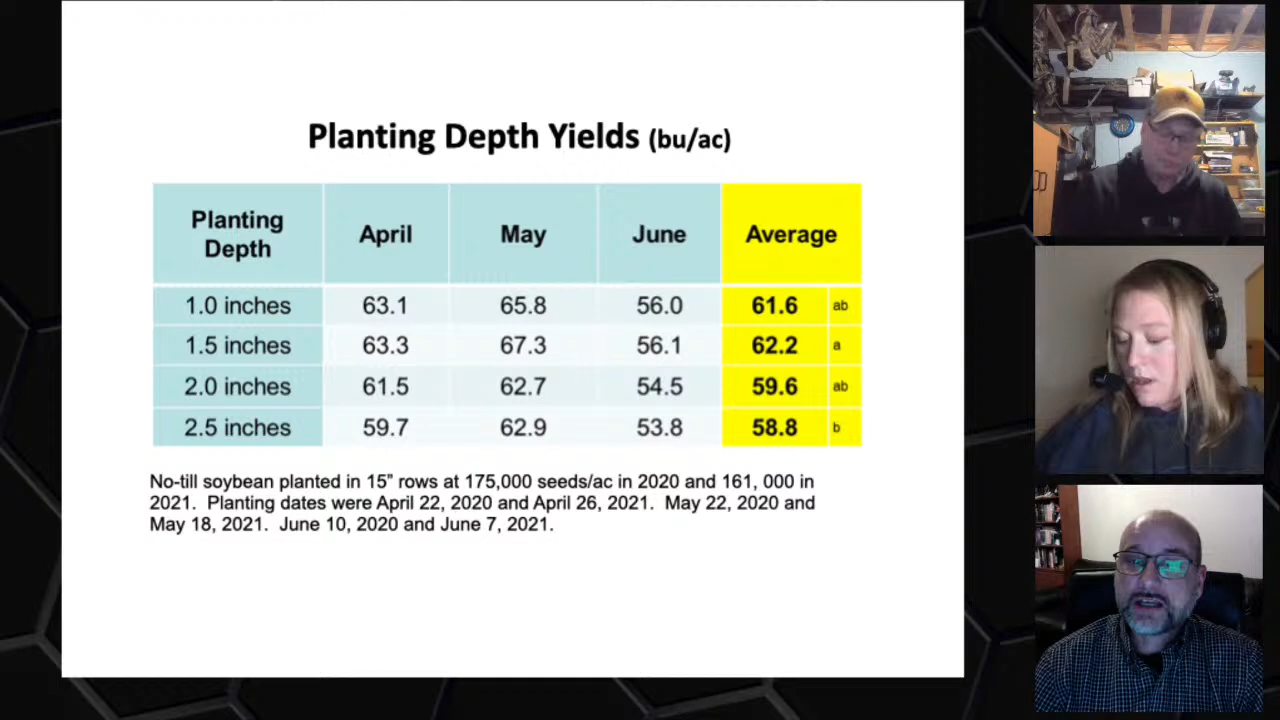 Planting Depth Yields (bu/ac)
Planting Depth April May June Average
1.0 inches 63.1 65.8 56.0 61.6 ab
1.5 inches 63.3 67.3 56.1 62.2 a
2.0 inches 61.5 62.7 54.5 59.6 ab
2.5 inches 59.7 62.9 53.8 58.8 b
No-till soybean planted in 15” rows at 175,000 seeds/ac in 2020 and 161, 000 in
2021. Planting dates were April 22, 2020 and April 26, 2021. May 22, 2020 and
May 18, 2021. June 10, 2020 and June 7, 2021.